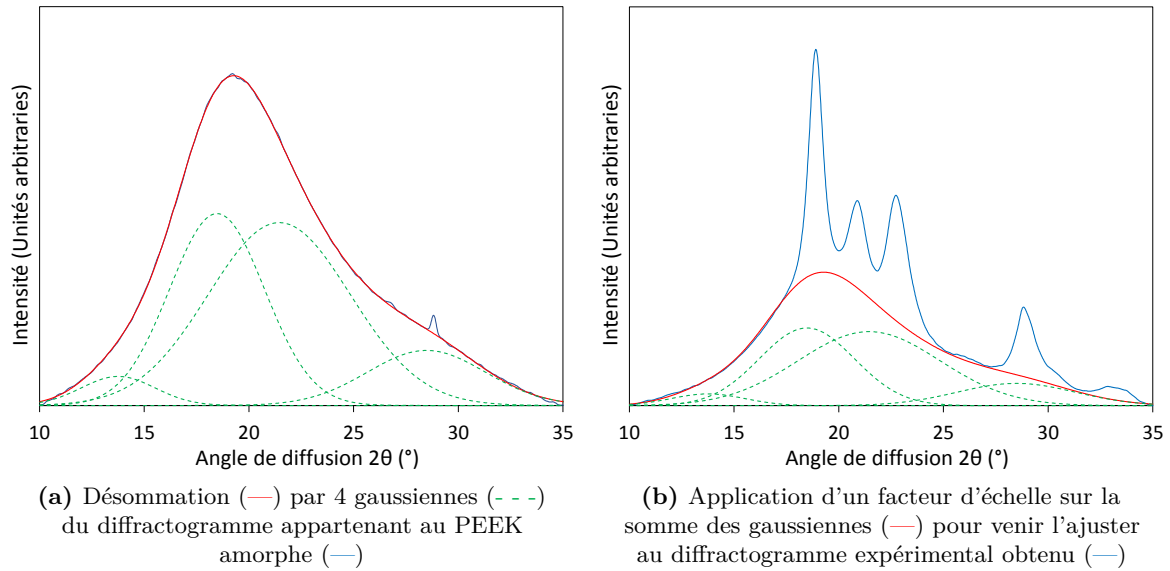 Intensité (Unités arbitraries)
10 15 20 25 30 35
Angle de diffusion 2θ (°)
(a) Désommation (—) par 4 gaussiennes (- - -)
du diffractogramme appartenant au PEEK
amorphe (—)
Intensité (Unités arbitraries)
10 15 20 25 30 35
Angle de diffusion 2θ (°)
(b) Application d'un facteur d'échelle sur la
somme des gaussiennes (—) pour venir l'ajuster
au diffractogramme expérimental obtenu (—)